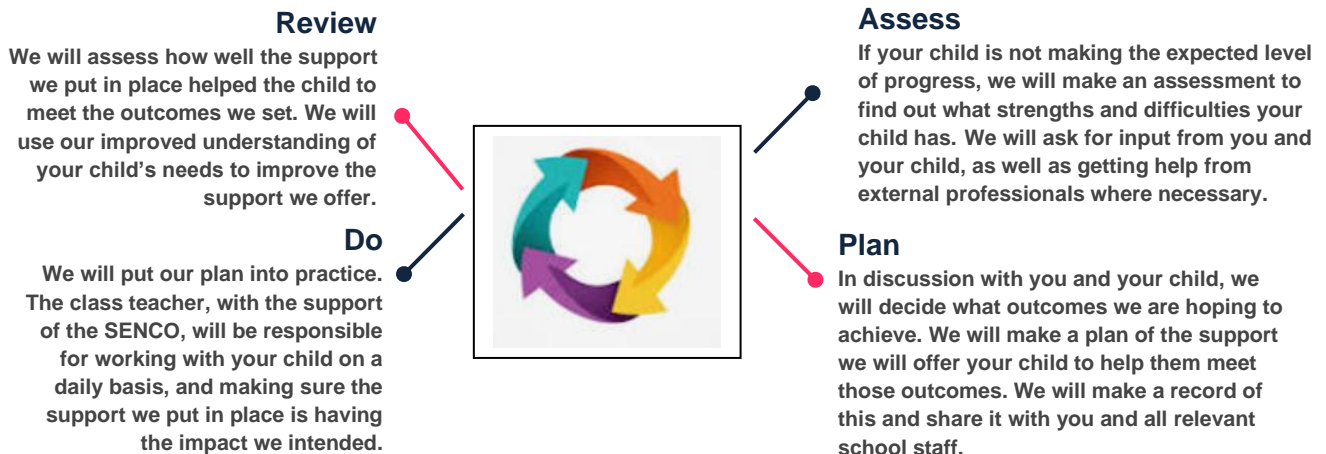 Review
We will assess how well the support
we put in place helped the child to
meet the outcomes we set. We will
use our improved understanding of
your child’s needs to improve the
support we offer.
Do
We will put our plan into practice.
The class teacher, with the support
of the SENCO, will be responsible
for working with your child on a
daily basis, and making sure the
support we put in place is having
the impact we intended.
Assess
If your child is not making the expected level
of progress, we will make an assessment to
find out what strengths and difficulties your
child has. We will ask for input from you and
your child, as well as getting help from
external professionals where necessary.
Plan
In discussion with you and your child, we
will decide what outcomes we are hoping to
achieve. We will make a plan of the support
we will offer your child to help them meet
those outcomes. We will make a record of
this and share it with you and all relevant
school staff.